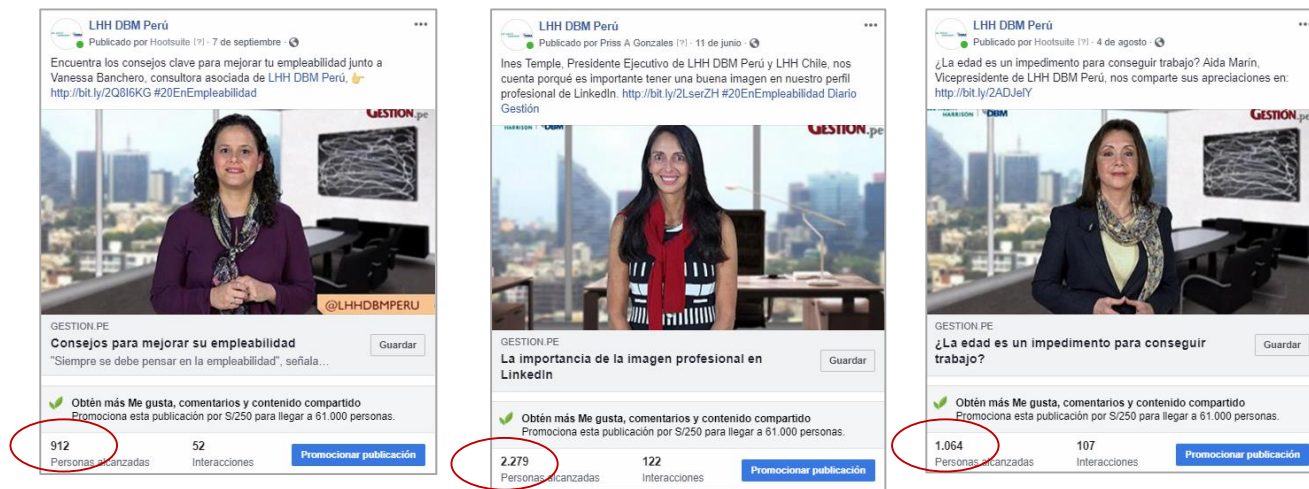 LHH DBM Perú
Publicado por Hootsuite [?] · 7 de septiembre ·
Encuentra los consejos clave para mejorar tu empleabilidad junto a
Vanessa Banchero, consultora asociada de LHH DBM Perú,
http://bit.ly/2Q8I6KG #20EnEmpleabilidad
GESTIÓN.pe
@LHHDBMPERU
GESTION.PE
Consejos para mejorar su empleabilidad
"Siempre se debe pensar en la empleabilidad", señala…
Guardar
Obtén más Me gusta, comentarios y contenido compartido
Promociona esta publicación por S/250 para llegar a 61.000 personas.
912
Personas alcanzadas
52
Interacciones
Promocionar publicación
LHH DBM Perú
Publicado por Priss A Gonzales [?] · 11 de junio ·
Ines Temple, Presidente Ejecutivo de LHH DBM Perú y LHH Chile, nos
cuenta porqué es importante tener una buena imagen en nuestro perfil
profesional de LinkedIn. http://bit.ly/2LserZH #20EnEmpleabilidad Diario
Gestión
HARRISON DBM
GESTIÓN.pe
GESTION.PE
La importancia de la imagen profesional en
LinkedIn
Guardar
Obtén más Me gusta, comentarios y contenido compartido
Promociona esta publicación por S/250 para llegar a 61.000 personas.
2.279
Personas alcanzadas
122
Interacciones
Promocionar publicación
LHH DBM Perú
Publicado por Hootsuite [?] · 4 de agosto ·
¿La edad es un impedimento para conseguir trabajo? Aida Marín,
Vicepresidente de LHH DBM Perú, nos comparte sus apreciaciones en:
http://bit.ly/2ADJelY
HARRISON DBM
GESTIÓN.pe
GESTION.PE
¿La edad es un impedimento para conseguir
trabajo?
Guardar
Obtén más Me gusta, comentarios y contenido compartido
Promociona esta publicación por S/250 para llegar a 61.000 personas.
1.064
Personas alcanzadas
107
Interacciones
Promocionar publicación